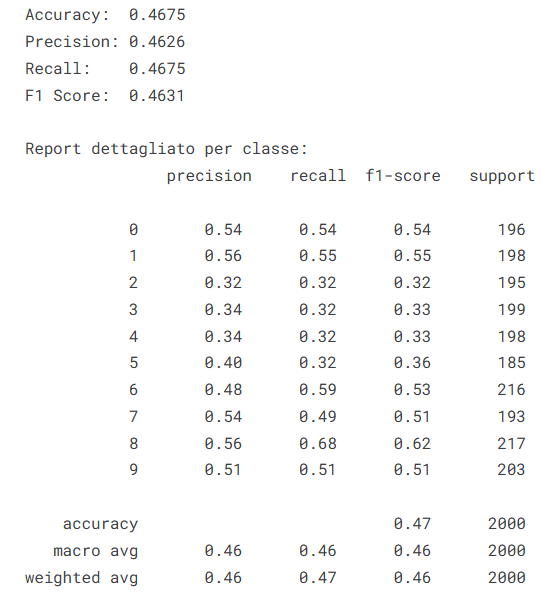 Accuracy: 0.4675
Precision: 0.4626
Recall: 0.4675
F1 Score: 0.4631
Report dettagliato per classe:
precision recall f1-score support
0 0.54 0.54 0.54 196
1 0.56 0.55 0.55 198
2 0.32 0.32 0.32 195
3 0.34 0.32 0.33 199
4 0.34 0.32 0.33 198
5 0.40 0.32 0.36 185
6 0.48 0.59 0.53 216
7 0.54 0.49 0.51 193
8 0.56 0.68 0.62 217
9 0.51 0.51 0.51 203
accuracy 0.47 2000
macro avg 0.46 0.46 0.46 2000
weighted avg 0.46 0.47 0.46 2000